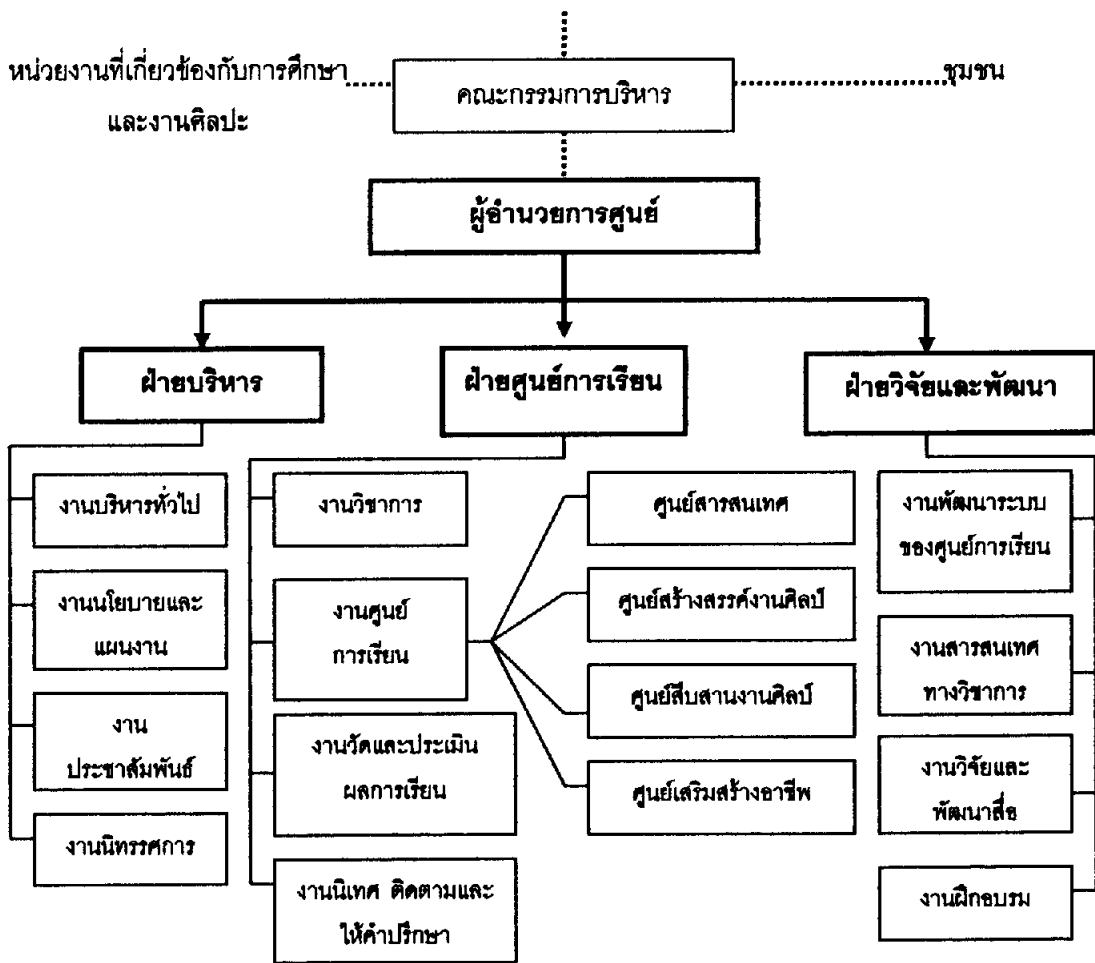 หน่วยงานที่เกี่ยวข้องกับการศึกษา
และงานศิลปะ
คณะกรรมการบริหาร
ชุมชน
ผู้อำนวยการศูนย์
ฝ่ายบริหาร
ฝ่ายศูนย์การเรียน
ฝ่ายวิจัยและพัฒนา
งานบริหารทั่วไป
งานนโยบายและ
แผนงาน
งาน
ประชาสัมพันธ์
งานนิทรรศการ
งานวิชาการ
งานศูนย์
การเรียน
งานวัดและประเมิน
ผลการเรียน
งานนิเทศ ติดตามและ
ให้คำปรึกษา
ศูนย์สารสนเทศ
ศูนย์สร้างสรรค์งานศิลป์
ศูนย์สืบสานงานศิลป์
ศูนย์เสริมสร้างอาชีพ
งานพัฒนาระบบ
ของศูนย์การเรียน
งานสารสนเทศ
ทางวิชาการ
งานวิจัยและ
พัฒนาสื่อ
งานฝึกอบรม